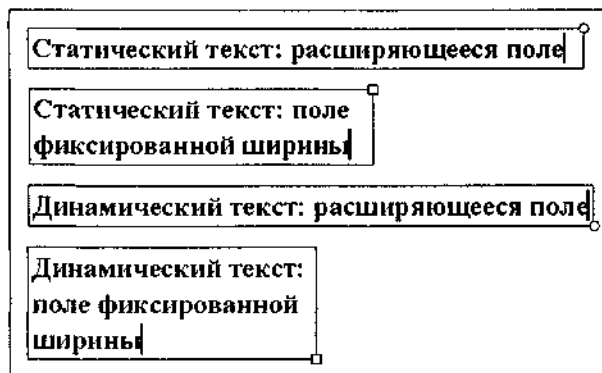 Статический текст: расширяющееся поле
Статический текст: поле
фиксированной ширины
Динамический текст: расширяющееся поле
Динамический текст:
поле фиксированной
ширины